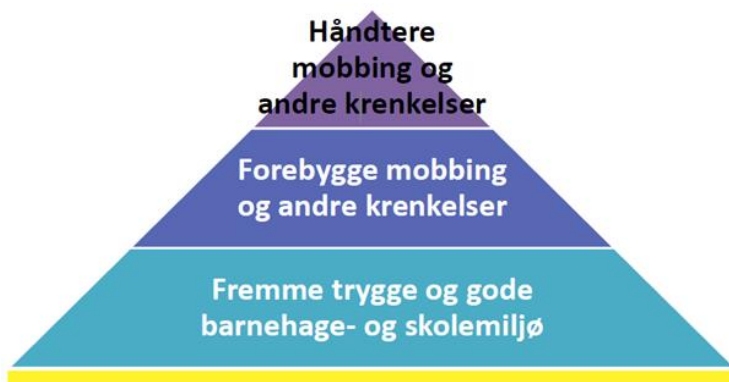 Håndtere
mobbing og
andre krenkelser
Forebygge mobbing
og andre krenkelser
Fremme trygge og gode
barnehage- og skolemiljø